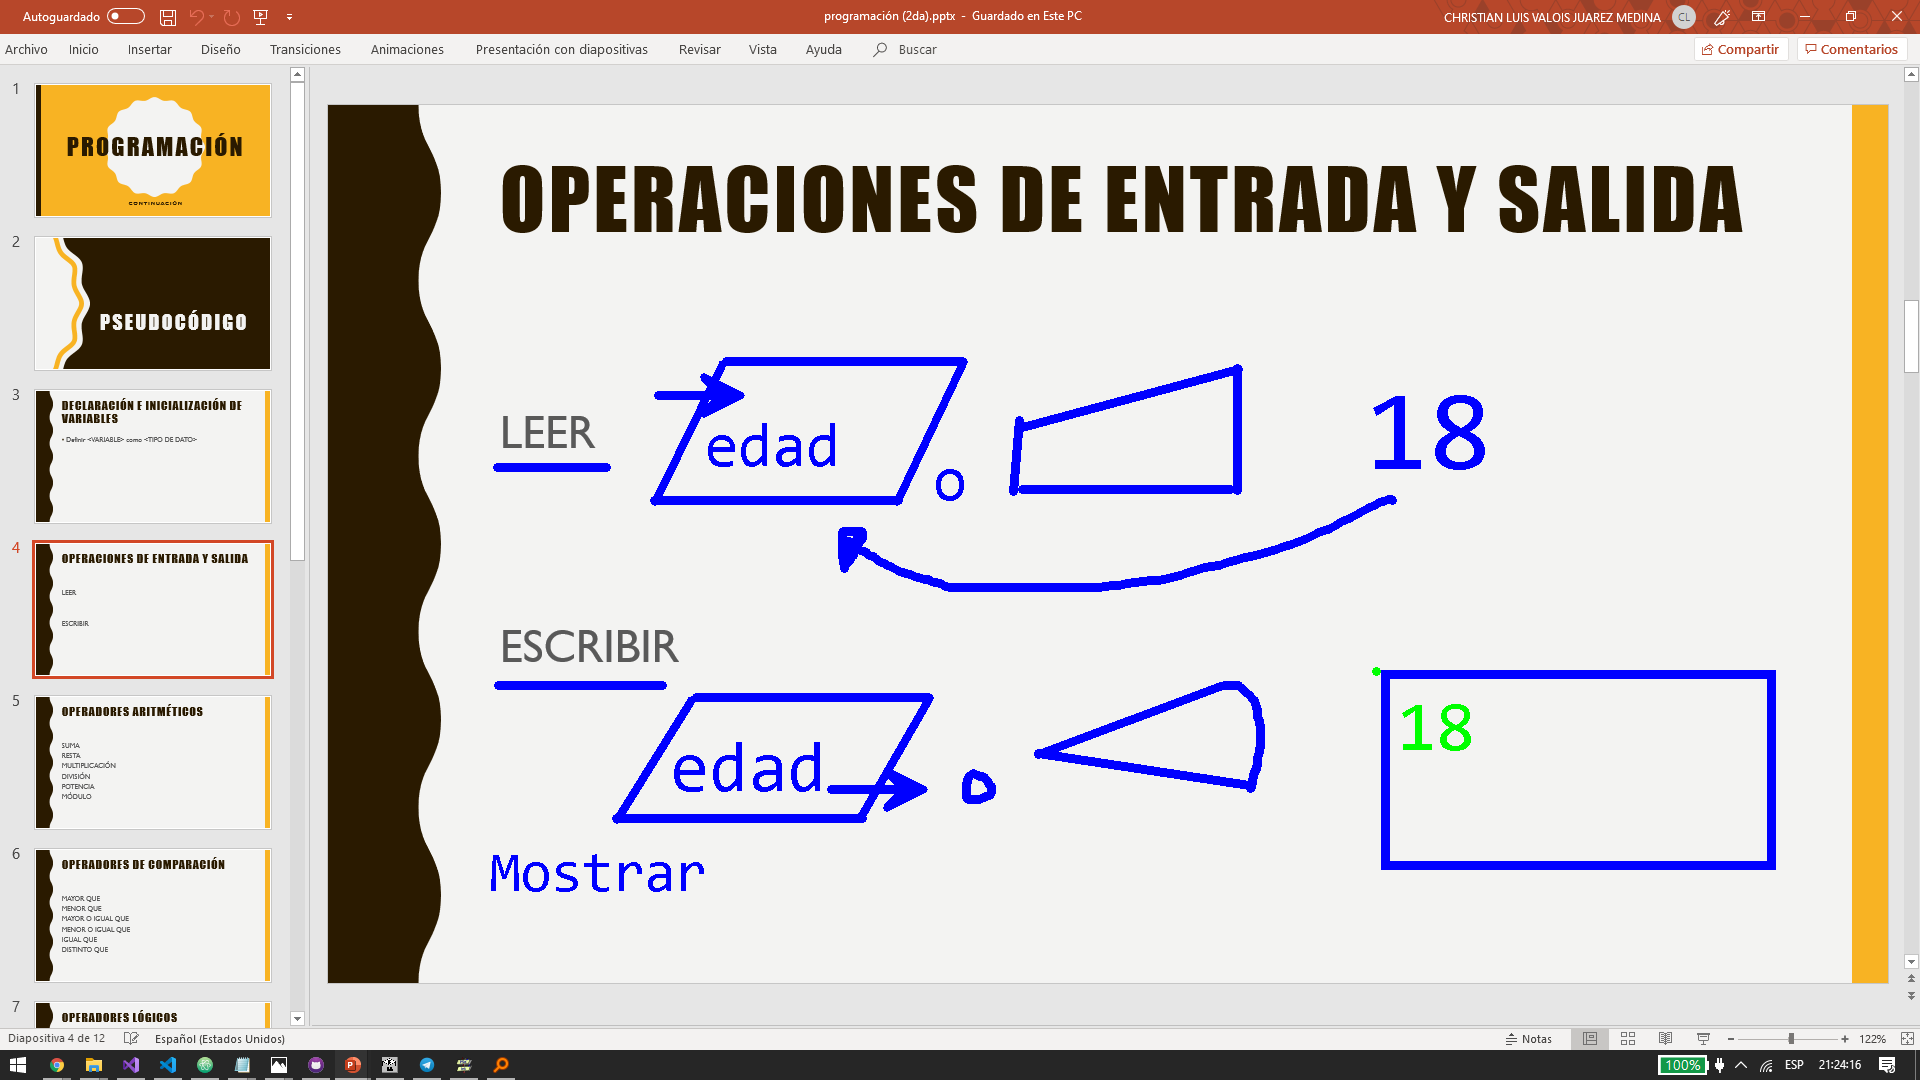 Autoguardado
programación (2da).pptx - Guardado en Este PC
CHRISTIAN LUIS VALOIS JUAREZ MEDINA
CL
Archivo
Inicio
Insertar
Diseño
Transiciones
Animaciones
Presentación con diapositivas
Revisar
Vista
Ayuda
Buscar
Compartir
Comentarios
1
PROGRAMACIÓN
CONTINUACIÓN
2
PSEUDOCÓDIGO
3
DECLARACIÓN E INICIALIZACIÓN DE
VARIABLES
• Definir <VARIABLE> como <TIPO DE DATO>
4
OPERACIONES DE ENTRADA Y SALIDA
LEER
ESCRIBIR
5
OPERADORES ARITMÉTICOS
SUMA
RESTA
MULTIPLICACIÓN
DIVISIÓN
POTENCIA
MÓDULO
6
OPERADORES DE COMPARACIÓN
MAYOR QUE
MENOR QUE
MAYOR O IGUAL QUE
MENOR O IGUAL QUE
IGUAL QUE
DISTINTO QUE
7
OPERADORES LÓGICOS
OPERACIONES DE ENTRADA Y SALIDA
LEER
edad
o
18
ESCRIBIR
edad
o
18
Mostrar
Diapositiva 4 de 12
Español (Estados Unidos)
Notas
122%
100%
ESP
21:24:16